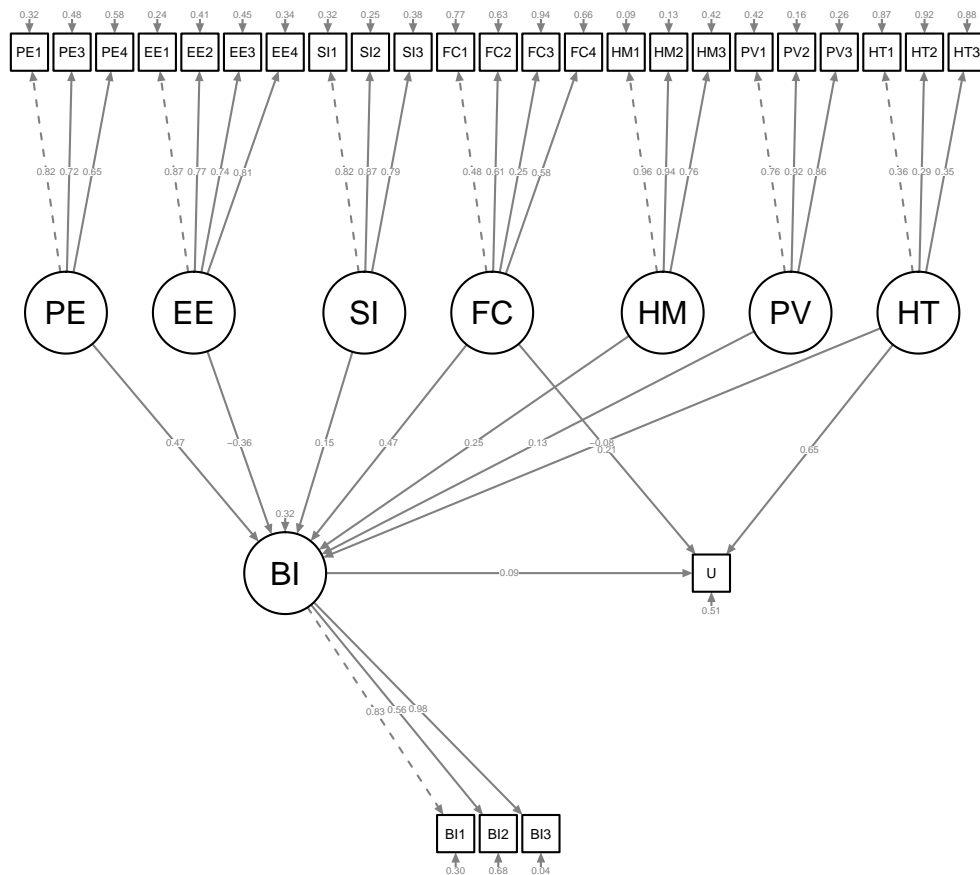 0.32 0.48 0.58 0.24 0.41 0.45 0.34 0.32 0.25 0.38 0.77 0.63 0.94 0.66 0.09 0.13 0.42 0.42 0.16 0.26 0.87 0.92 0.88
PE1 PE3 PE4 EE1 EE2 EE3 EE4 SI1 SI2 SI3 FC1 FC2 FC3 FC4 HM1 HM2 HM3 PV1 PV2 PV3 HT1 HT2 HT3
0.82 0.72 0.65 0.87 0.77 0.74 0.81 0.82 0.87 0.79 0.48 0.61 0.25 0.58 0.96 0.94 0.76 0.76 0.92 0.86 0.36 0.29 0.35
PE EE SI FC HM PV HT
0.47 −0.36 0.15 0.47 0.25 0.13 −0.08 0.65
0.21
0.32
BI 0.09 U
0.51
0.83 0.56 0.98
BI1 BI2 BI3
0.30 0.68 0.04